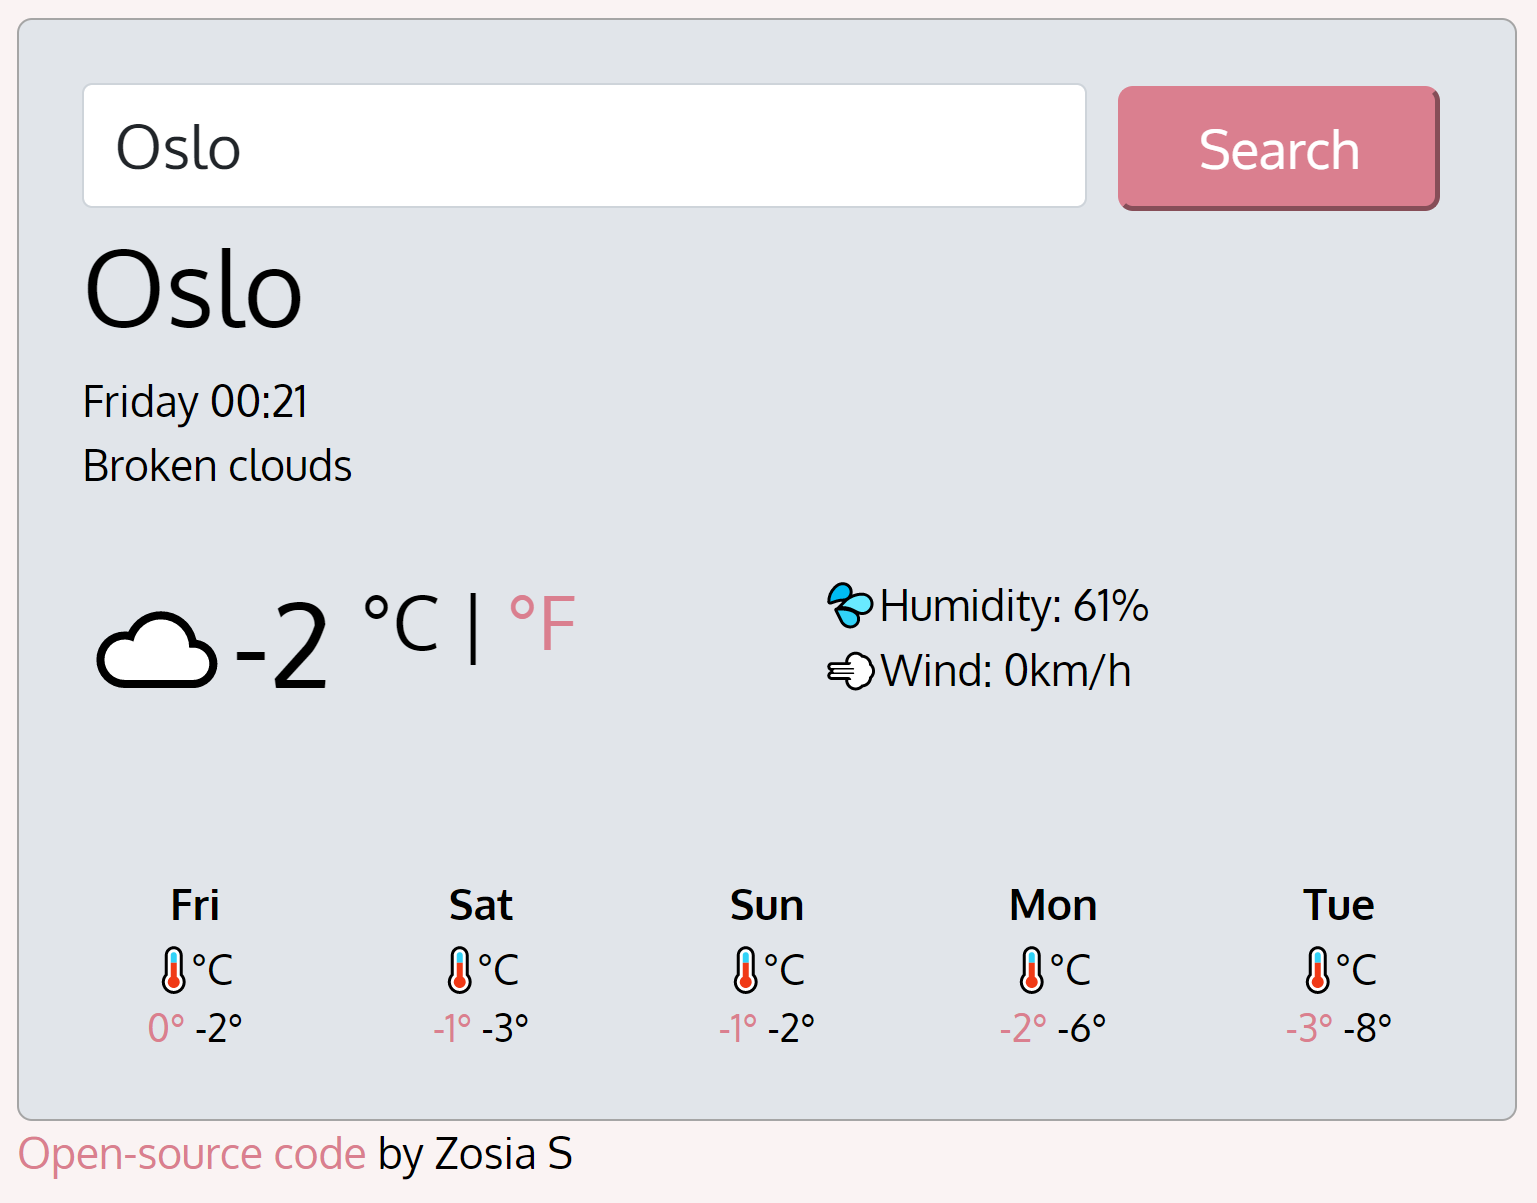 Oslo
Search
Oslo
Friday 00:21
Broken clouds
-2 °C | °F
Humidity: 61%
Wind: 0km/h
Fri Sat Sun Mon Tue
°C °C °C °C °C
0° -2° -1° -3° -1° -2° -2° -6° -3° -8°
Open-source code by Zosia S